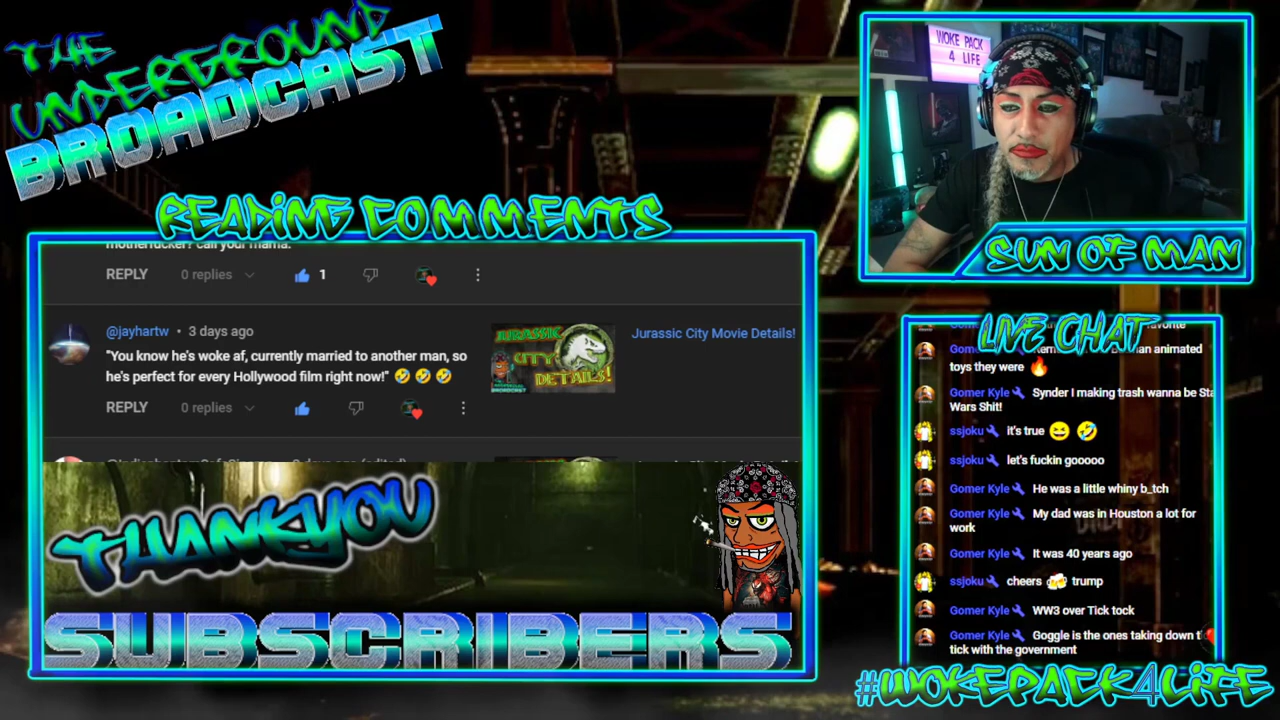 THE
UNDERGROUND
BROADCAST
WOKE PACK
4 LIFE
SUN OF MAN
READING COMMENTS
motherfucker? call your mama.
REPLY 0 replies 1
@jayhartw • 3 days ago
"You know he's woke af, currently married to another man, so
he's perfect for every Hollywood film right now!" 🤣 🤣 🤣
REPLY 0 replies
JURASSIC
CITY
DETAILS!
Jurassic City Movie Details!
THANKYOU
SUBSCRIBERS
LIVE CHAT
toys they were 🔥
Gomer Kyle Synder I making trash wanna be Sta
Wars Shit!
ssjoku it's true 😆 🤣
ssjoku let's fuckin gooooo
Gomer Kyle He was a little whiny b_tch
Gomer Kyle My dad was in Houston a lot for
work
Gomer Kyle It was 40 years ago
ssjoku cheers 🍻 trump
Gomer Kyle WW3 over Tick tock
Gomer Kyle Goggle is the ones taking down t
tick with the government
#WOKEPACK4LIFE